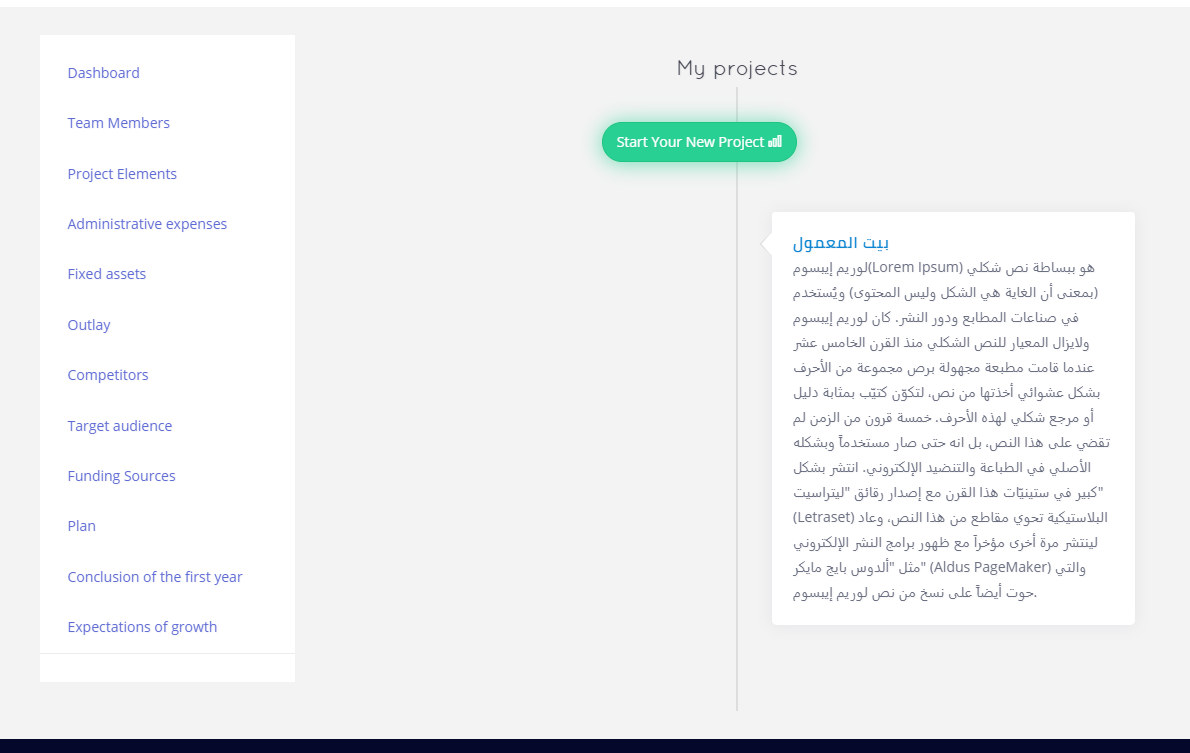 Dashboard
Team Members
Project Elements
Administrative expenses
Fixed assets
Outlay
Competitors
Target audience
Funding Sources
Plan
Conclusion of the first year
Expectations of growth
My projects
Start Your New Project
بيت المعمول
لوريم إيبسوم(Lorem Ipsum) هو ببساطة نص شكلي
(بمعنى أن الغاية هي الشكل وليس المحتوى) ويُستخدم
في صناعات المطابع ودور النشر. كان لوريم إيبسوم
ولايزال المعيار للنص الشكلي منذ القرن الخامس عشر
عندما قامت مطبعة مجهولة برص مجموعة من الأحرف
بشكل عشوائي أخذتها من نص، لتكوّن كتيّب بمثابة دليل
أو مرجع شكلي لهذه الأحرف. خمسة قرون من الزمن لم
تقضي على هذا النص، بل انه حتى صار مستخدماً وبشكله
الأصلي في الطباعة والتنضيد الإلكتروني. انتشر بشكل
كبير في ستينيّات هذا القرن مع إصدار رقائق "ليتراسيت"
(Letraset) البلاستيكية تحوي مقاطع من هذا النص، وعاد
لينتشر مرة أخرى مؤخراَ مع ظهور برامج النشر الإلكتروني
مثل "ألدوس بايج مايكر" (Aldus PageMaker) والتي
حوت أيضاً على نسخ من نص لوريم إيبسوم.